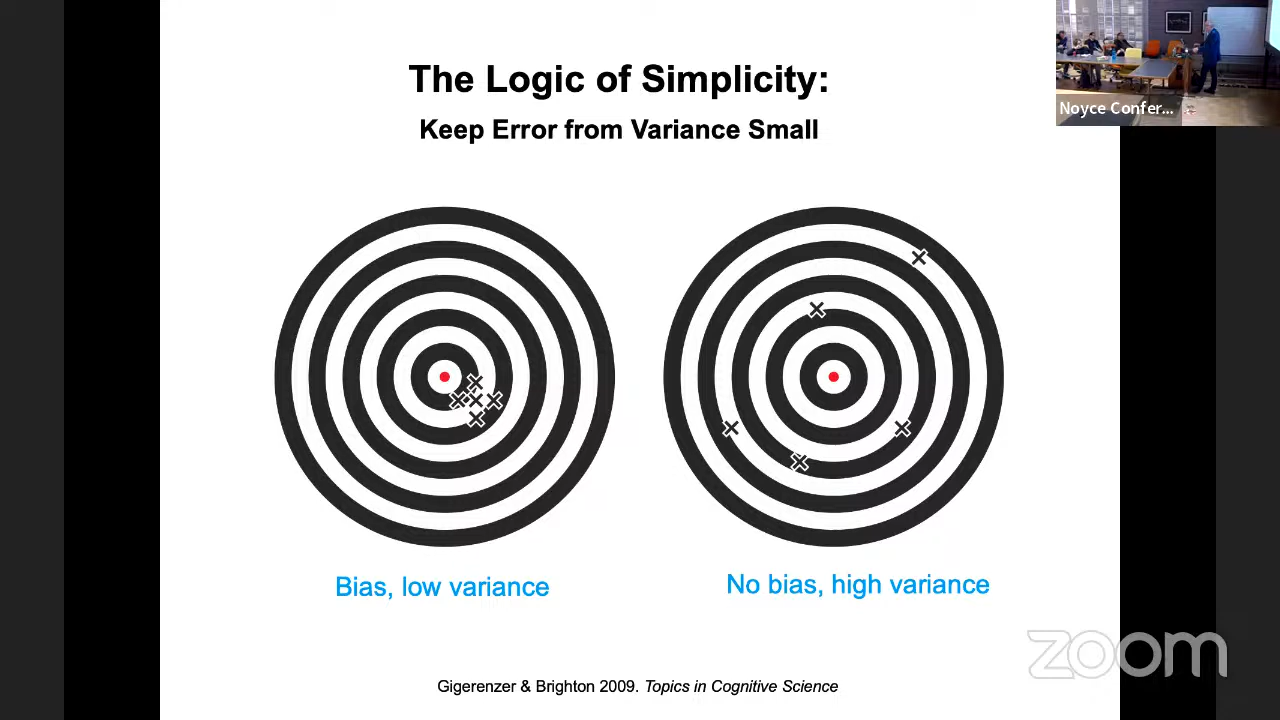 The Logic of Simplicity:
Keep Error from Variance Small
Noyce Confer...
Bias, low variance
No bias, high variance
zoom
Gigerenzer & Brighton 2009. Topics in Cognitive Science